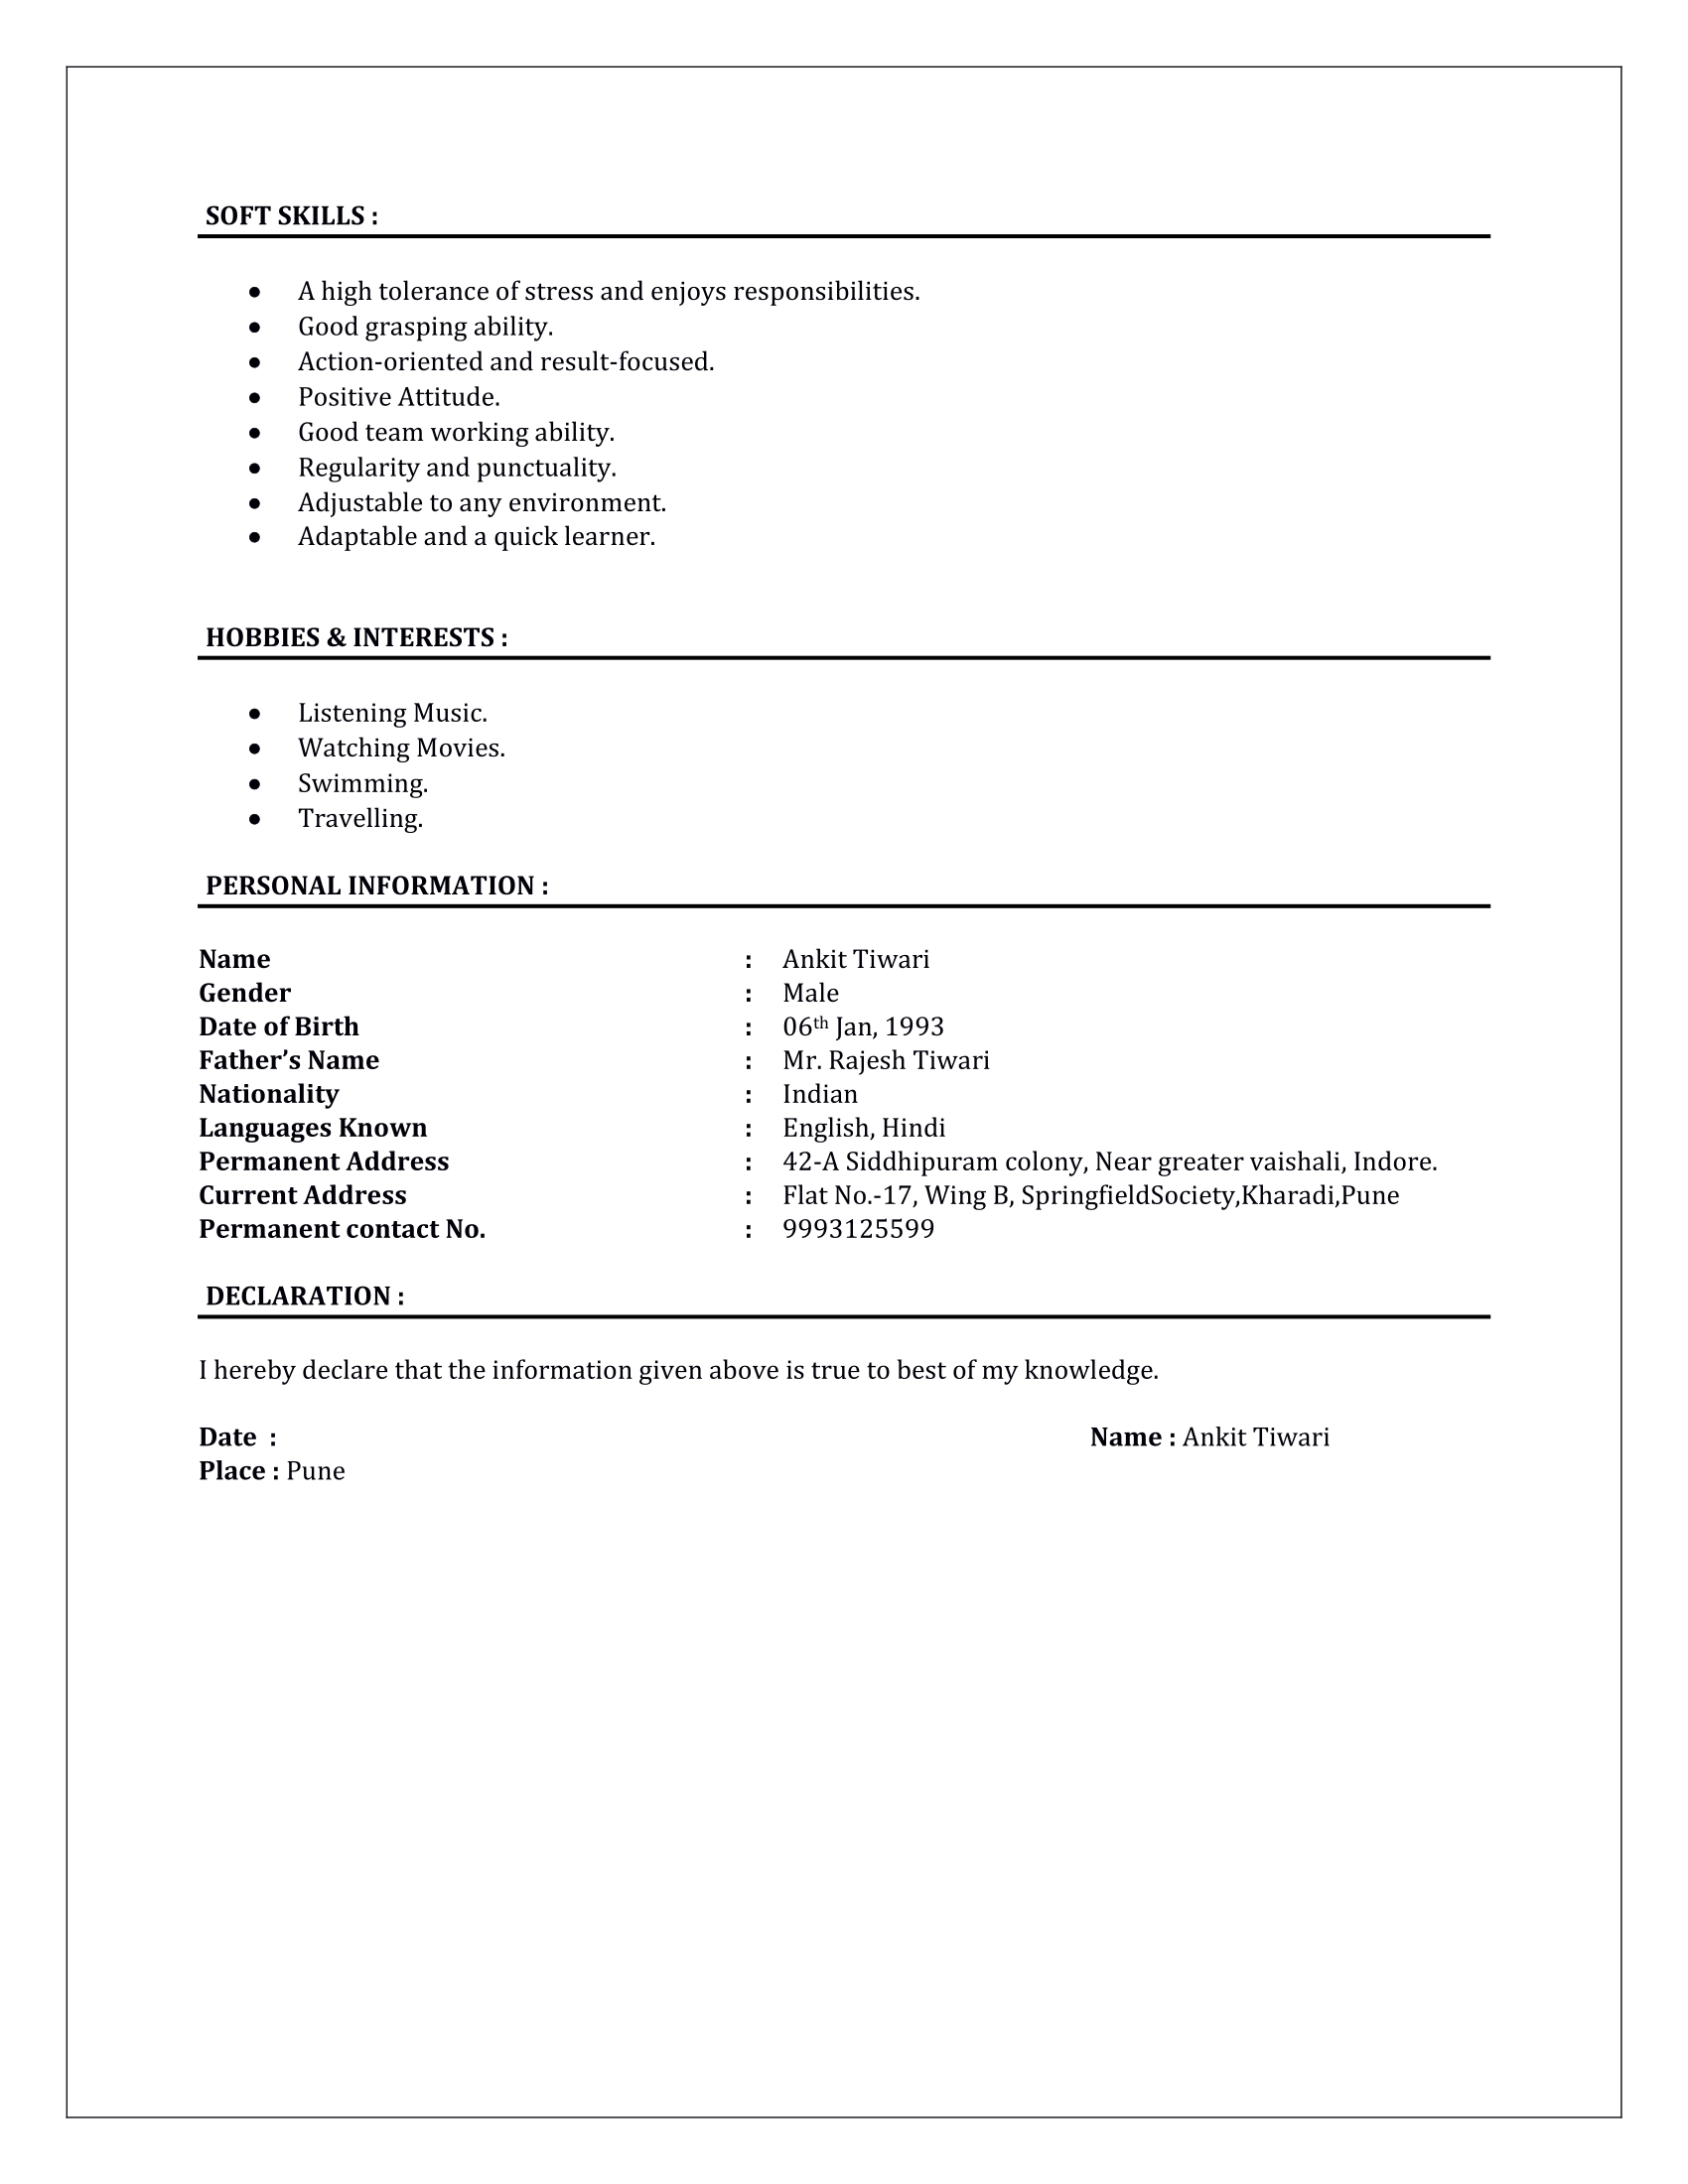 SOFT SKILLS :
• A high tolerance of stress and enjoys responsibilities.
• Good grasping ability.
• Action-oriented and result-focused.
• Positive Attitude.
• Good team working ability.
• Regularity and punctuality.
• Adjustable to any environment.
• Adaptable and a quick learner.
HOBBIES & INTERESTS :
• Listening Music.
• Watching Movies.
• Swimming.
• Travelling.
PERSONAL INFORMATION :
Name : Ankit Tiwari
Gender : Male
Date of Birth : 06th Jan, 1993
Father’s Name : Mr. Rajesh Tiwari
Nationality : Indian
Languages Known : English, Hindi
Permanent Address : 42-A Siddhipuram colony, Near greater vaishali, Indore.
Current Address : Flat No.-17, Wing B, SpringfieldSociety,Kharadi,Pune
Permanent contact No. : 9993125599
DECLARATION :
I hereby declare that the information given above is true to best of my knowledge.
Date : Name : Ankit Tiwari
Place : Pune